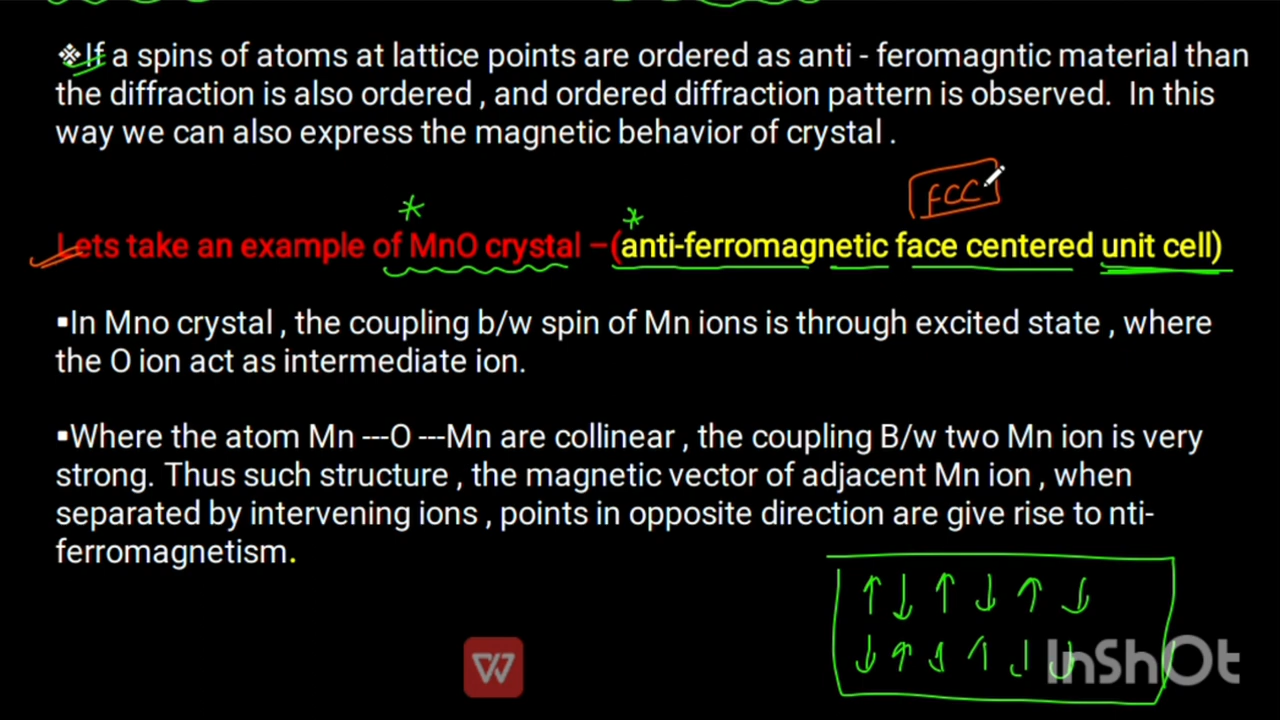 ❖If a spins of atoms at lattice points are ordered as anti - feromagntic material than
the diffraction is also ordered , and ordered diffraction pattern is observed. In this
way we can also express the magnetic behavior of crystal .
FCC
* *
Lets take an example of MnO crystal –(anti-ferromagnetic face centered unit cell)
▪In Mno crystal , the coupling b/w spin of Mn ions is through excited state , where
the O ion act as intermediate ion.
▪Where the atom Mn ---O ---Mn are collinear , the coupling B/w two Mn ion is very
strong. Thus such structure , the magnetic vector of adjacent Mn ion , when
separated by intervening ions , points in opposite direction are give rise to nti-
ferromagnetism.
↑ ↓ ↑ ↓ ↑ ↓
↓ ↑ ↓ ↑ ↓ ↓
InShOt
W